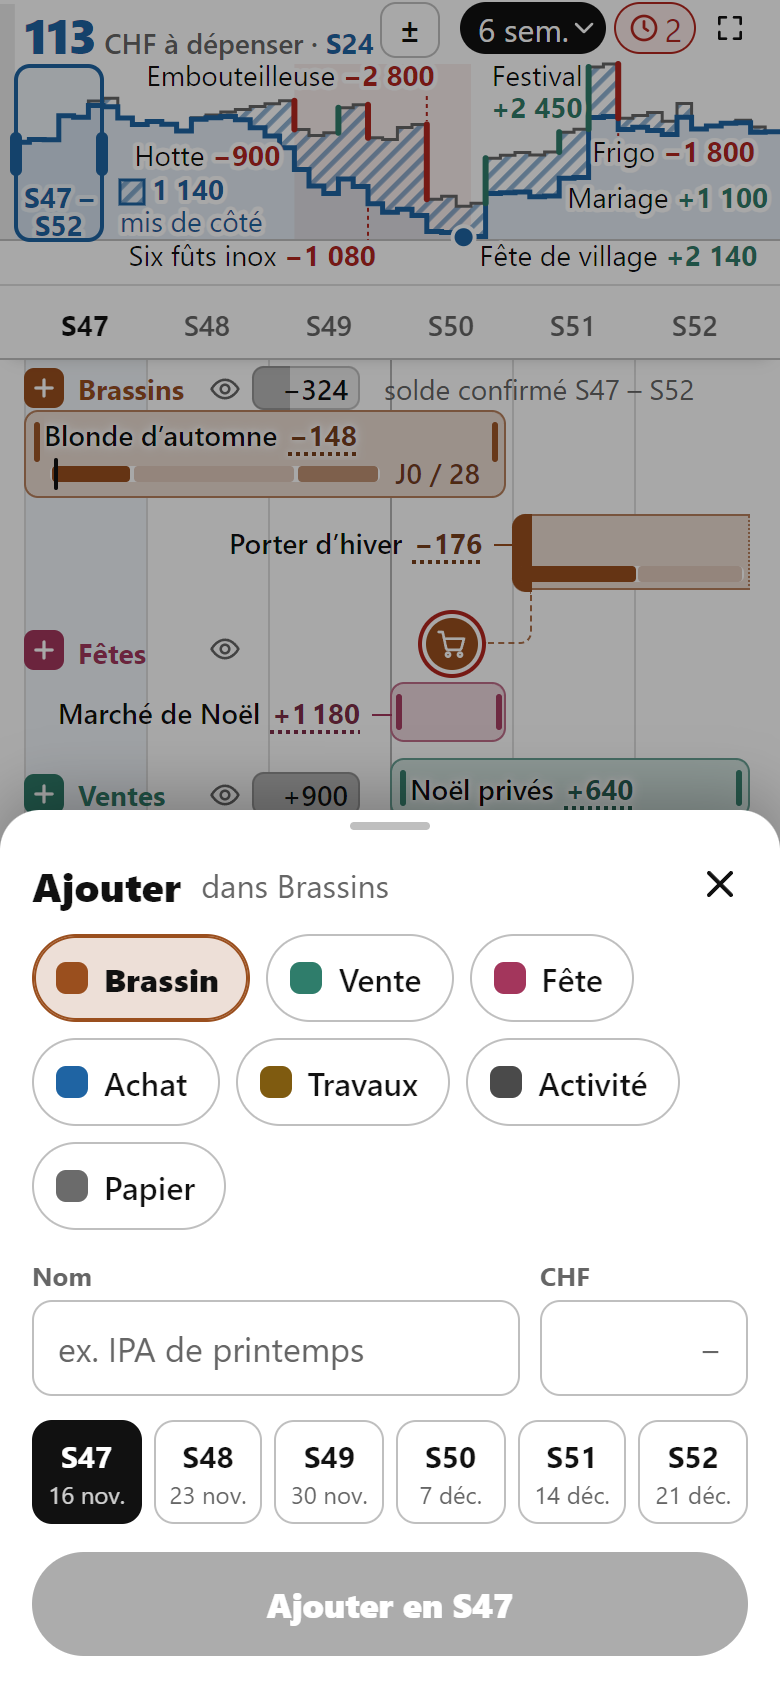 113 CHF à dépenser · S24 ± 6 sem. 2
Embouteilleuse −2 800
Festival
+2 450
Hotte −900
Frigo −1 800
S47 –
S52
1 140
mis de côté
Mariage +1 100
Six fûts inox −1 080
Fête de village +2 140
S47 S48 S49 S50 S51 S52
Brassins −324 solde confirmé S47 – S52
Blonde d’automne −148
J0 / 28
Porter d’hiver −176
Fêtes
Marché de Noël +1 180
Ventes +900 Noël privés +640
Ajouter dans Brassins
Brassin Vente Fête
Achat Travaux Activité
Papier
Nom CHF
ex. IPA de printemps –
S47 S48 S49 S50 S51 S52
16 nov. 23 nov. 30 nov. 7 déc. 14 déc. 21 déc.
Ajouter en S47